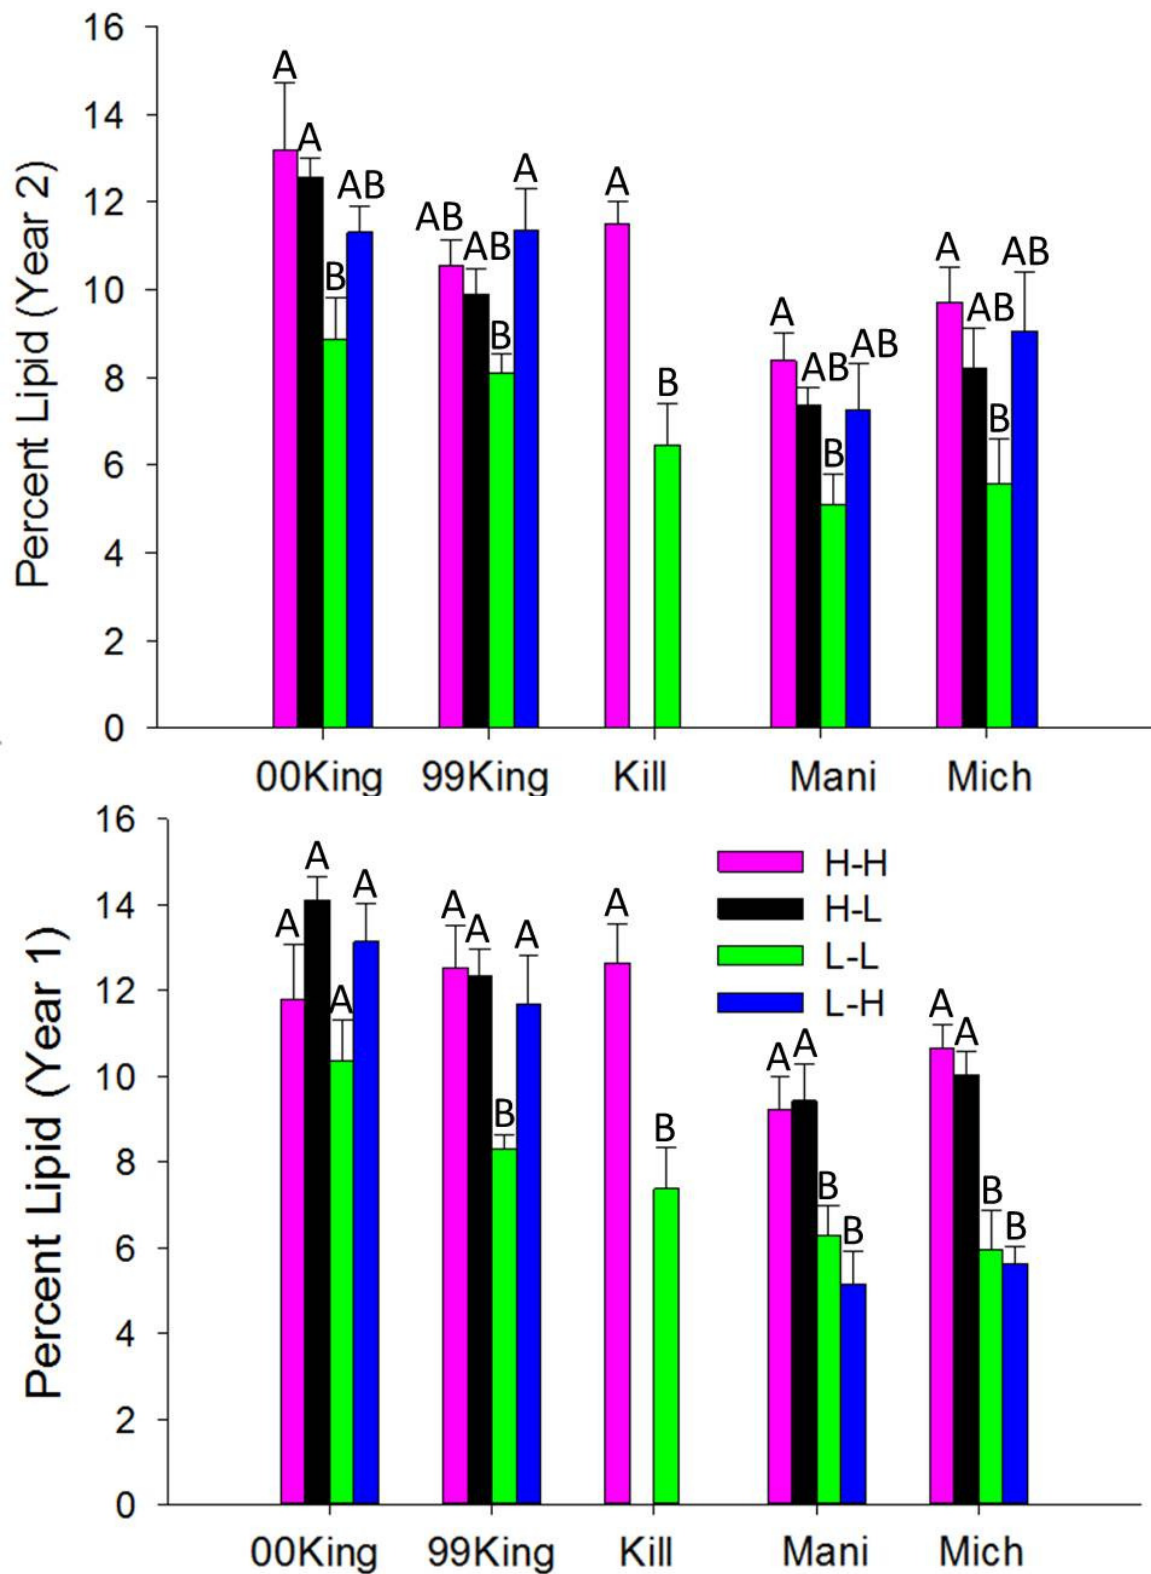 Percent Lipid (Year 2)
16
14
12
10
8
6
4
2
0
A
A
B
AB
AB
AB
B
A
A
B
A
AB
B
AB
A
AB
B
AB
00King 99King Kill Mani Mich
Percent Lipid (Year 1)
16
14
12
10
8
6
4
2
0
A
A
A
A
A
A
B
A
A
B
A
A
B
B
A
A
B
B
H-H
H-L
L-L
L-H
00King 99King Kill Mani Mich